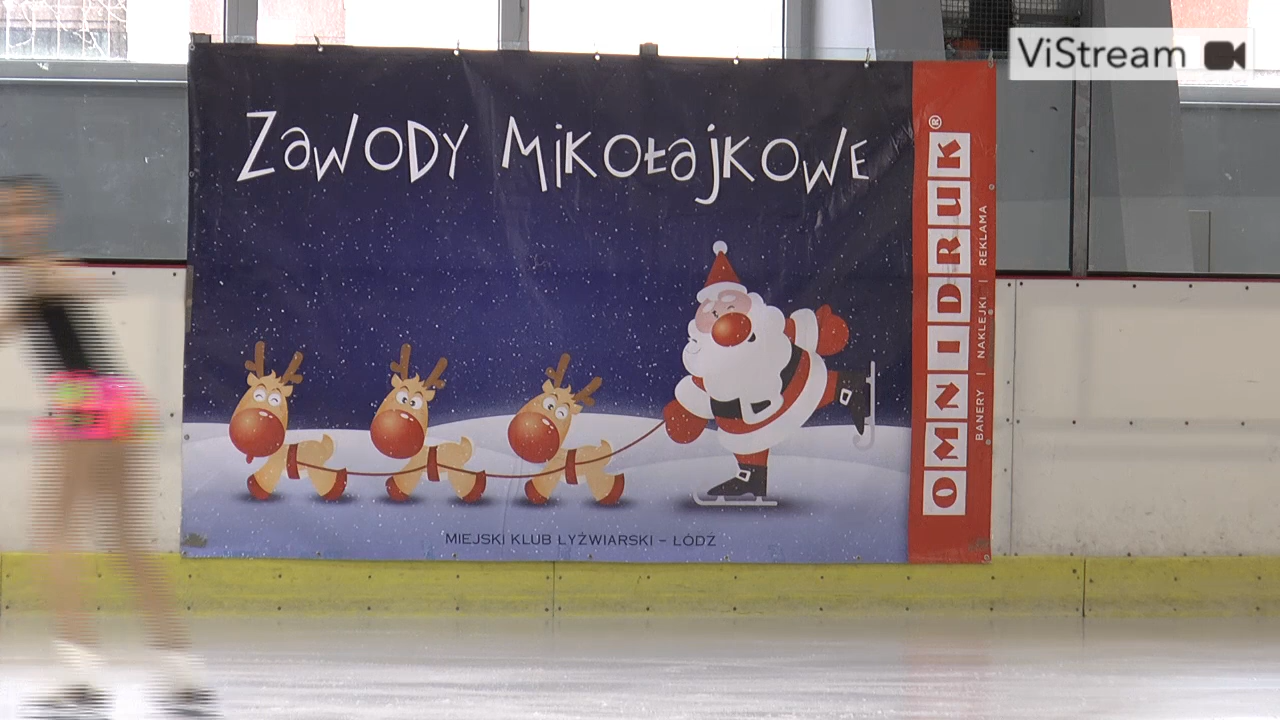 ViStream
Zawody Mikołajkowe
OMNIDRUK®
BANERY | NAKLEJKI | REKLAMA
MIEJSKI KLUB ŁYŻWIARSKI – ŁÓDŹ